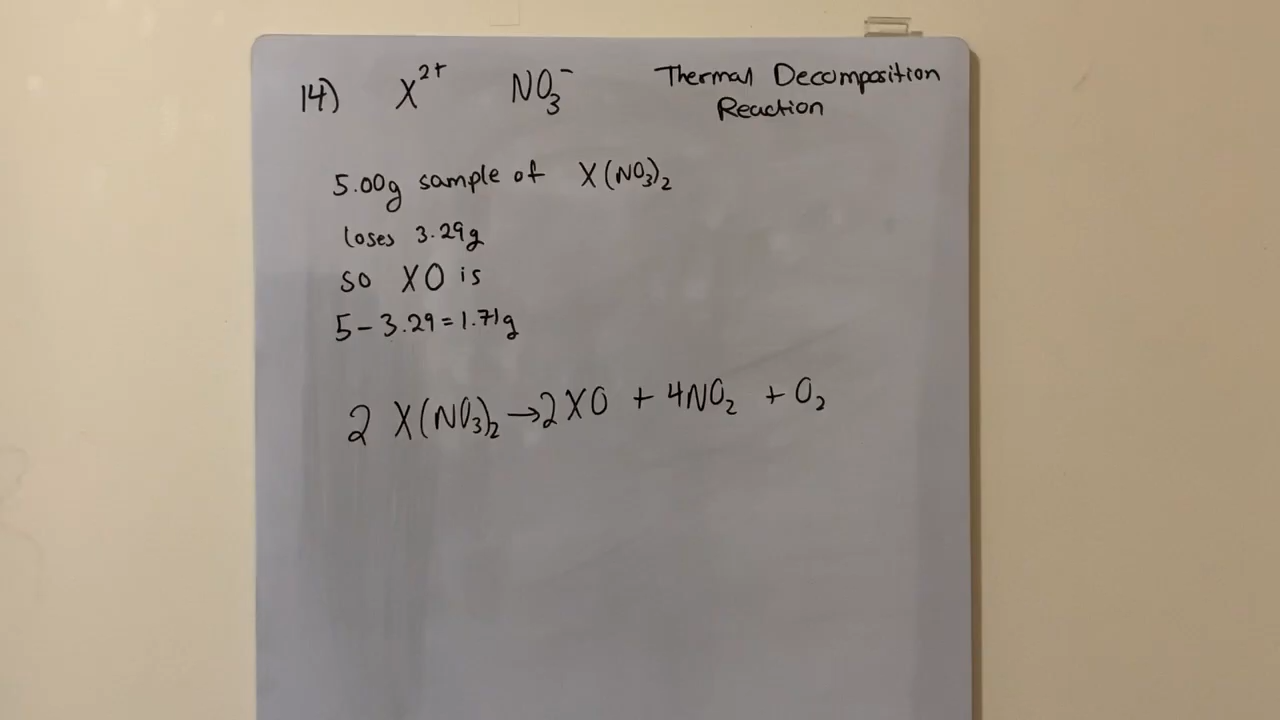 14) X²⁺ NO₃⁻ Thermal Decomposition
Reaction
5.00g sample of X(NO₃)₂
loses 3.29g
so XO is
5-3.29=1.71g
2 X(NO₃)₂→2XO + 4NO₂ + O₂